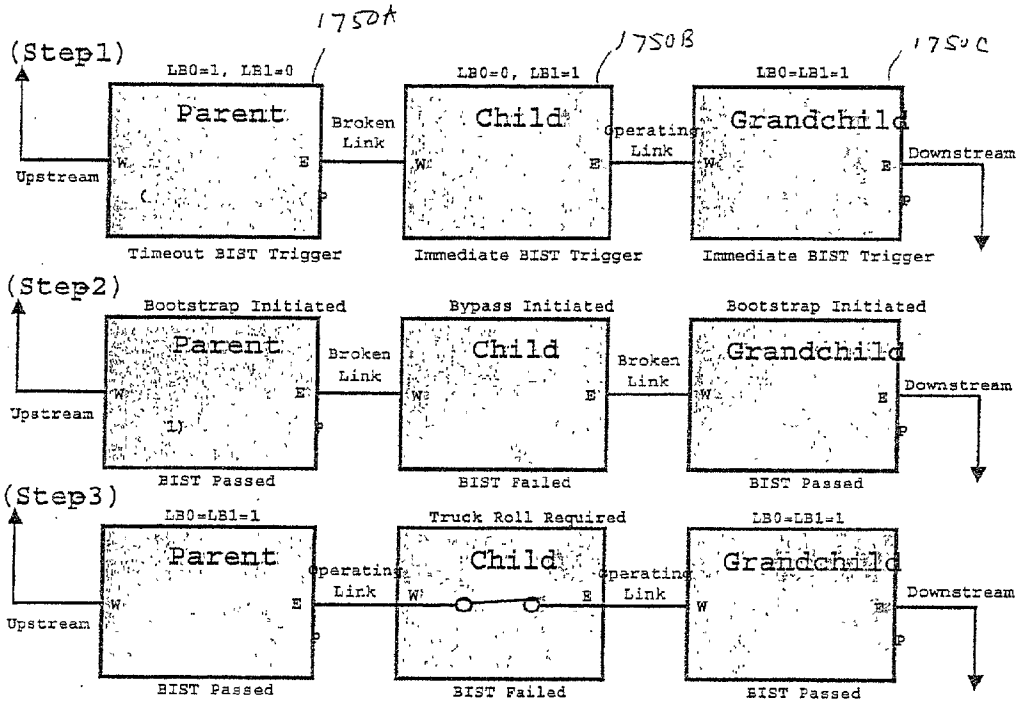 1750A
1750B
1750C
(Step1)
LB0=1, LB1=0
LB0=0, LB1=1
LB0=LB1=1
Parent
Child
Grandchild
Broken
Link
Operating
Link
W
E
W
W
E
Upstream
Downstream
P
P
Timeout BIST Trigger
Immediate BIST Trigger
Immediate BIST Trigger
(Step2)
Bootstrap Initiated
Bypass Initiated
Bootstrap Initiated
Parent
Child
Grandchild
Broken
Link
Broken
Link
W
E
W
E
W
E
Upstream
Downstream
P
P
BIST Passed
BIST Failed
BIST Passed
(Step3)
LB0=LB1=1
Truck Roll Required
LB0=LB1=1
Parent
Child
Grandchild
Operating
Link
Operating
Link
W
E
W
E
W
E
Upstream
Downstream
P
P
BIST Passed
BIST Failed
BIST Passed